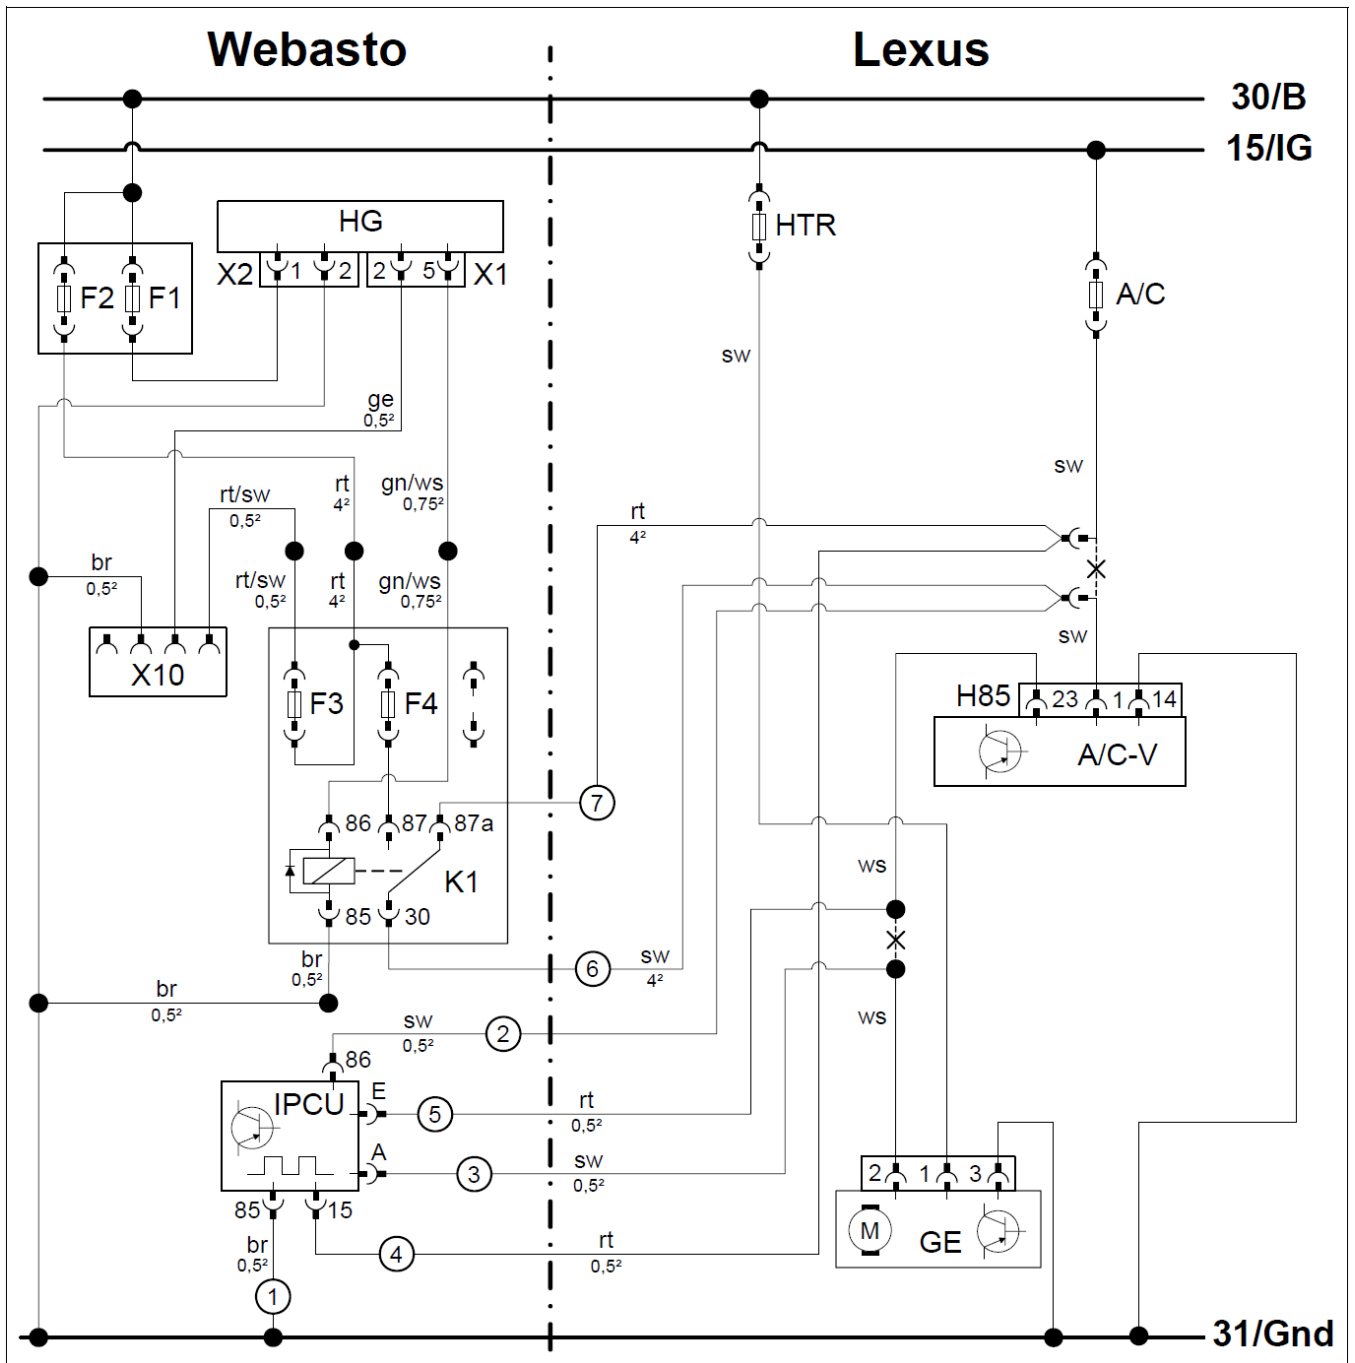 Webasto
Lexus
30/B
15/IG
HG
HTR
X2
1
2
2
5
X1
F2
F1
A/C
sw
ge
0,5²
sw
rt/sw
0,5²
rt
4²
gn/ws
0,75²
rt
4²
br
0,5²
rt/sw
0,5²
rt
4²
gn/ws
0,75²
sw
X10
F3
F4
H85
23
1
14
A/C-V
7
86
87
87a
ws
K1
85
30
br
0,5²
6
sw
4²
br
0,5²
ws
sw
0,5²
2
86
IPCU
E
5
rt
0,5²
A
3
sw
0,5²
2
1
3
85
15
M
GE
br
0,5²
4
rt
0,5²
1
31/Gnd